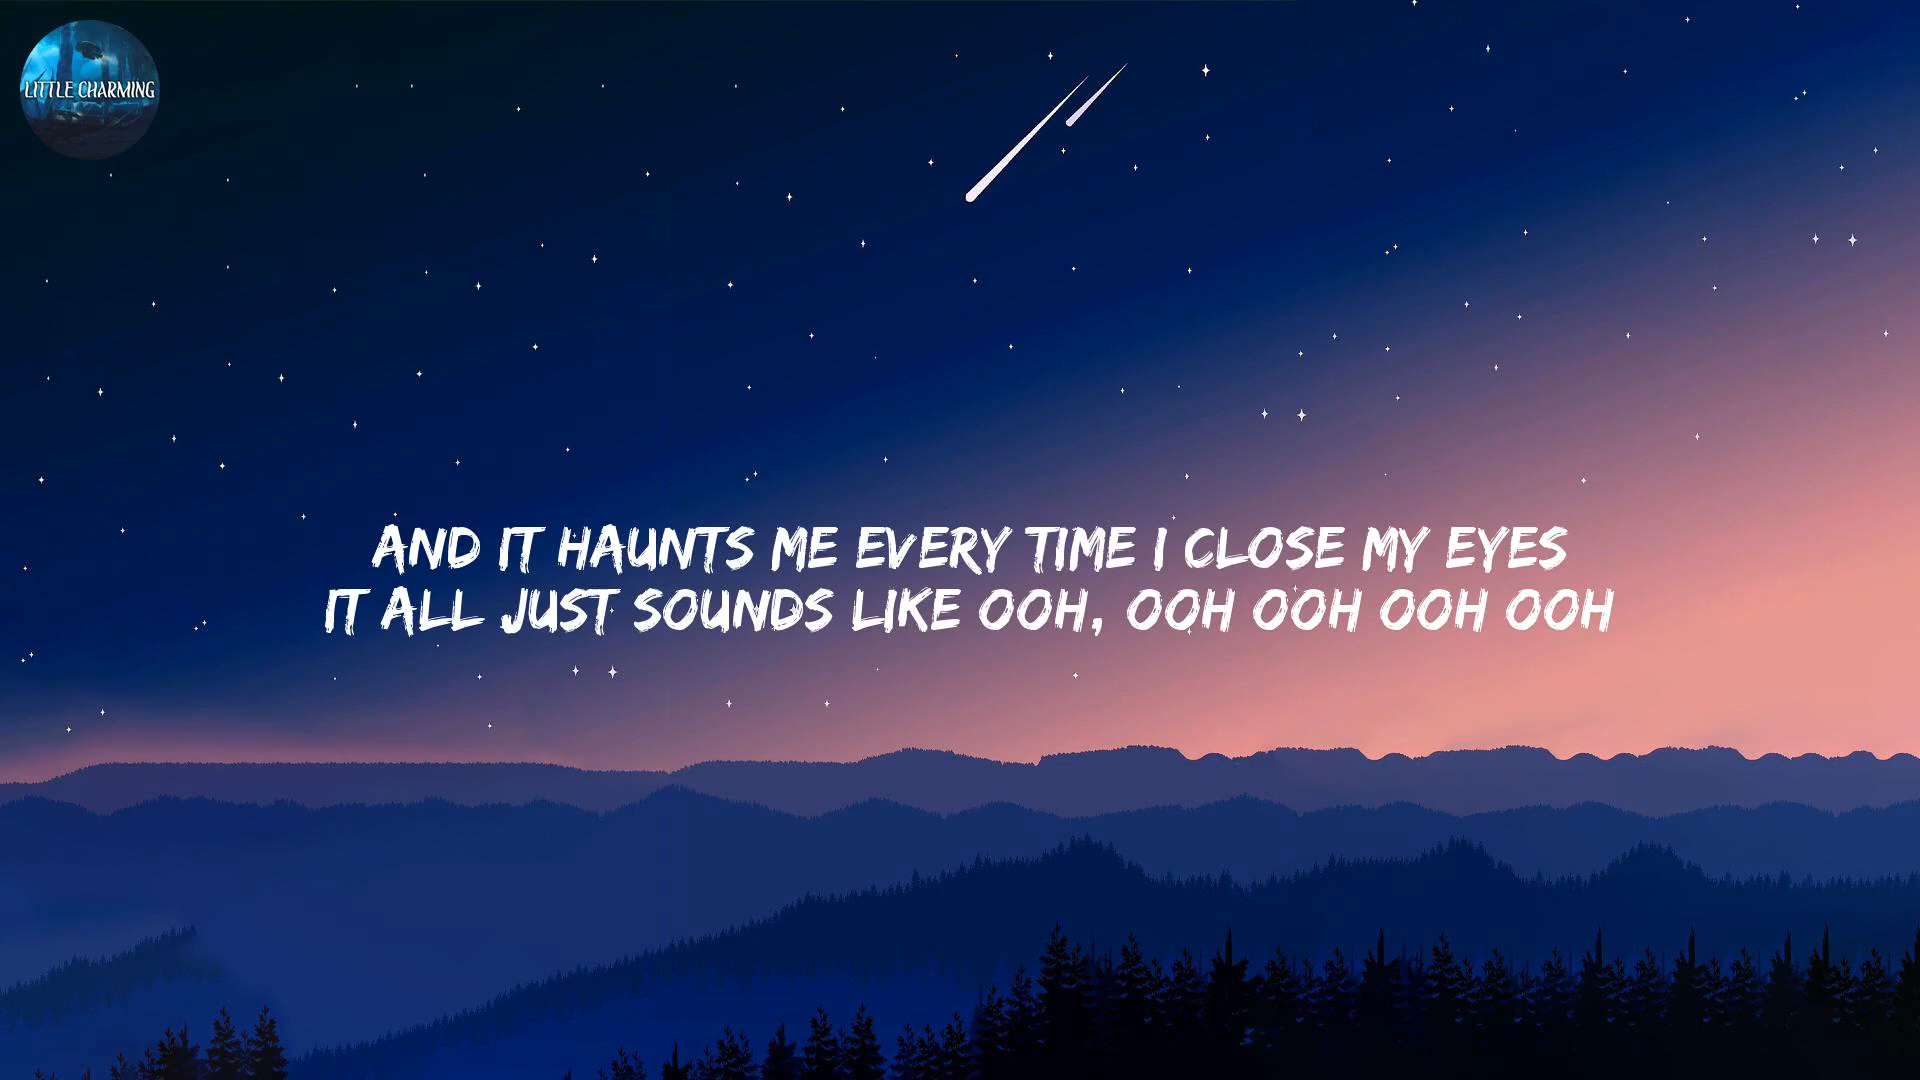 LITTLE CHARMING
AND IT HAUNTS ME EVERY TIME I CLOSE MY EYES
IT ALL JUST SOUNDS LIKE OOH, OOH OOH OOH OOH